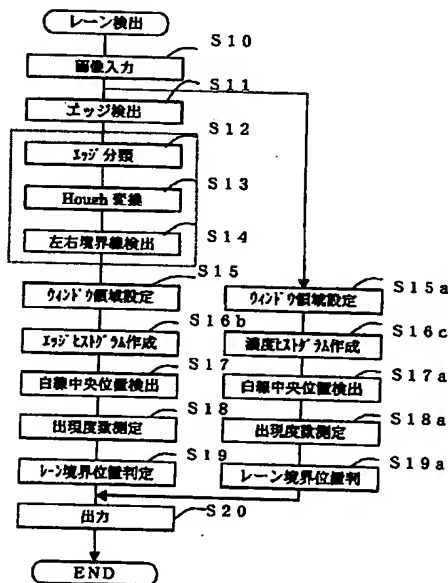 レーン検出
S10
画像入力
S11
エッジ検出
S12
ｴｯｼﾞ分類
S13
Hough変換
S14
左右境界線検出
S15
ｳｨﾝﾄﾞｳ領域設定
S16b
ｴｯｼﾞﾋｽﾄｸﾞﾗﾑ作成
S17
白線中央位置検出
S18
出現度数測定
S19
ﾚｰﾝ境界位置判定
S15a
ｳｨﾝﾄﾞｳ領域設定
S16c
濃度ﾋｽﾄｸﾞﾗﾑ作成
S17a
白線中央位置検出
S18a
出現度数測定
S19a
レーン境界位置判
S20
出力
END